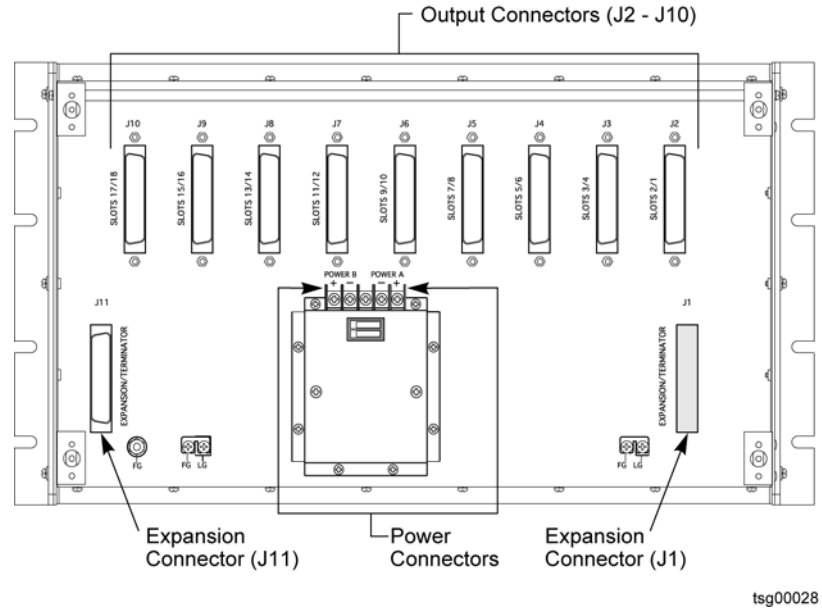 Output Connectors (J2 - J10)
J10 J9 J8 J7 J6 J5 J4 J3 J2
SLOTS 17/18
SLOTS 15/16
SLOTS 13/14
SLOTS 11/12
SLOTS 9/10
SLOTS 7/8
SLOTS 5/6
SLOTS 3/4
SLOTS 2/1
POWER B POWER A
+ − − +
J11
EXPANSION/TERMINATOR
J1
EXPANSION/TERMINATOR
FG
FG LG
FG LG
Expansion
Connector (J11)
Power
Connectors
Expansion
Connector (J1)
tsg00028